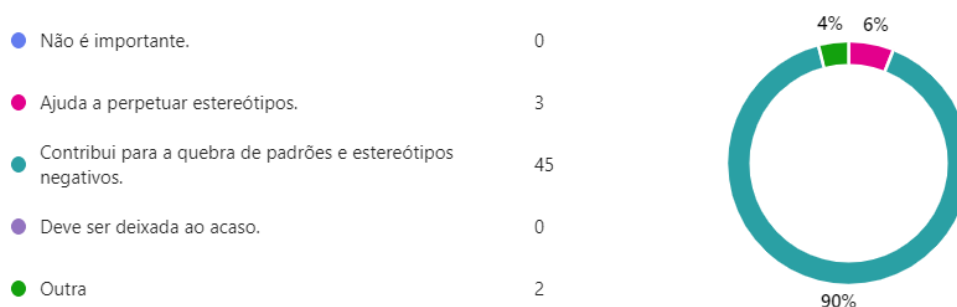 4% 6%
Não é importante. 0
Ajuda a perpetuar estereótipos. 3
Contribui para a quebra de padrões e estereótipos
negativos. 45
Deve ser deixada ao acaso. 0
Outra 2
90%